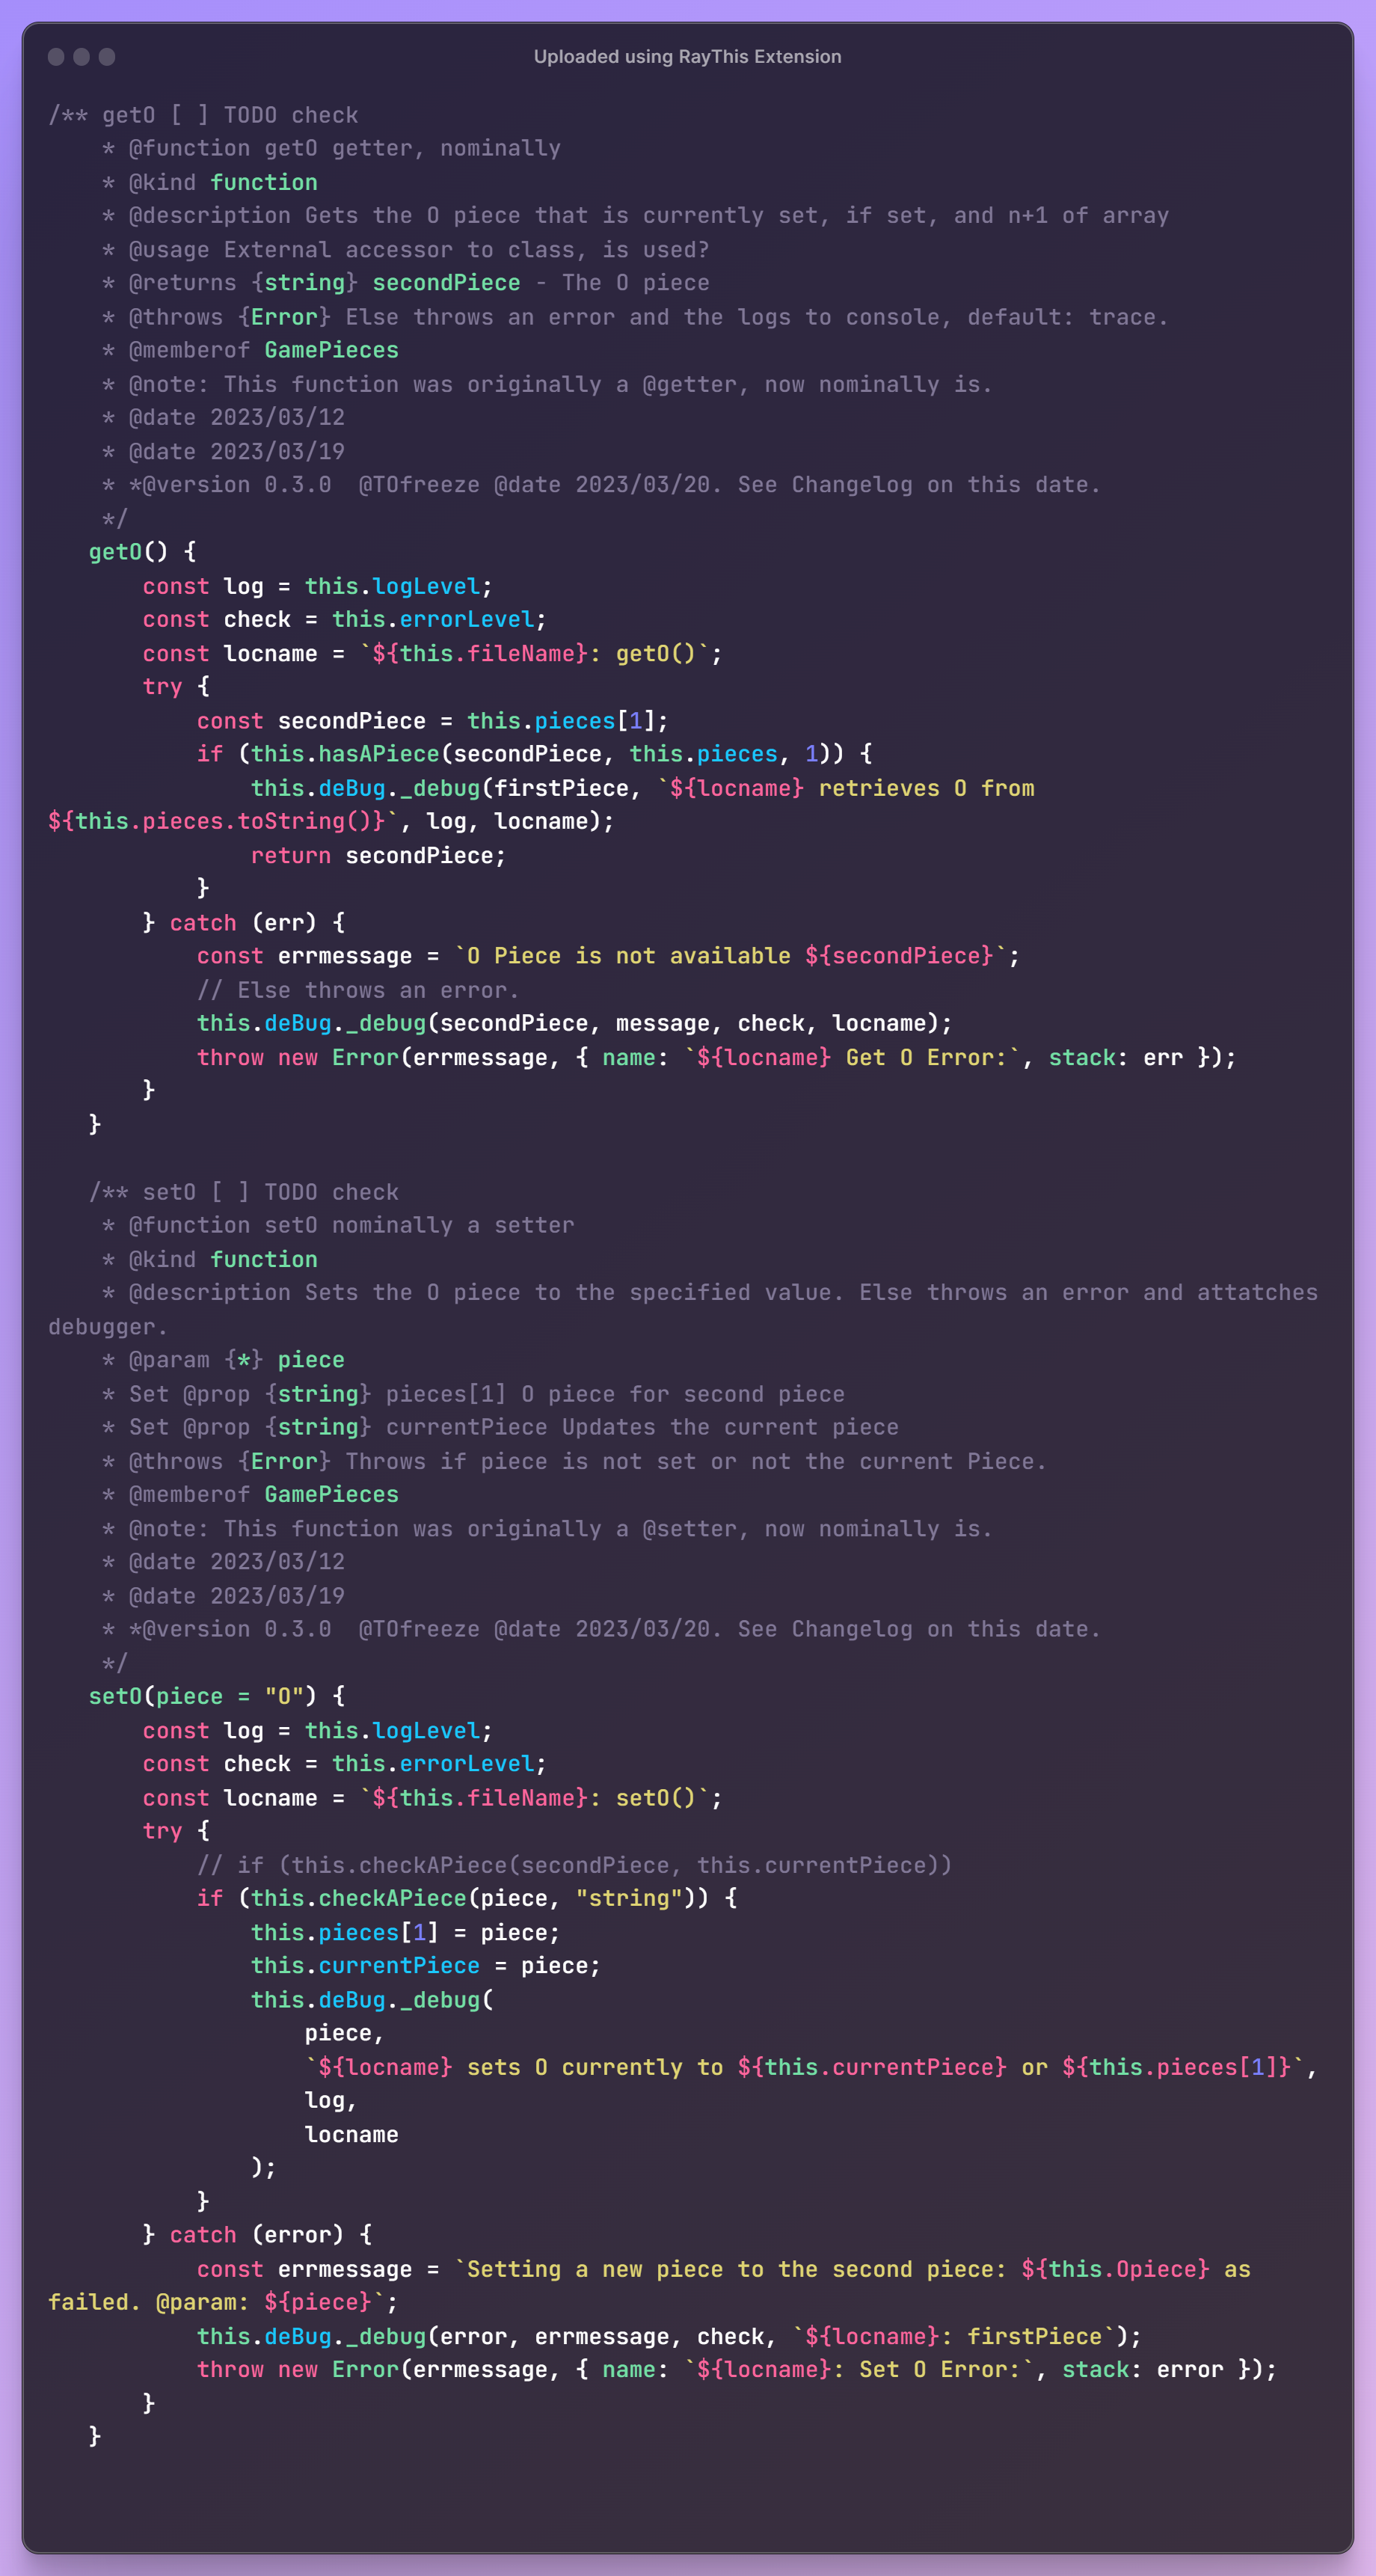 Uploaded using RayThis Extension
/** getO [ ] TODO check
    * @function getO getter, nominally
    * @kind function
    * @description Gets the O piece that is currently set, if set, and n+1 of array
    * @usage External accessor to class, is used?
    * @returns {string} secondPiece - The O piece
    * @throws {Error} Else throws an error and the logs to console, default: trace.
    * @memberof GamePieces
    * @note: This function was originally a @getter, now nominally is.
    * @date 2023/03/12
    * @date 2023/03/19
    * *@version 0.3.0  @TOfreeze @date 2023/03/20. See Changelog on this date.
    */
   getO() {
       const log = this.logLevel;
       const check = this.errorLevel;
       const locname = `${this.fileName}: getO()`;
       try {
           const secondPiece = this.pieces[1];
           if (this.hasAPiece(secondPiece, this.pieces, 1)) {
               this.deBug._debug(firstPiece, `${locname} retrieves O from
${this.pieces.toString()}`, log, locname);
               return secondPiece;
           }
       } catch (err) {
           const errmessage = `O Piece is not available ${secondPiece}`;
           // Else throws an error.
           this.deBug._debug(secondPiece, message, check, locname);
           throw new Error(errmessage, { name: `${locname} Get O Error:`, stack: err });
       }
   }

   /** setO [ ] TODO check
    * @function setO nominally a setter
    * @kind function
    * @description Sets the O piece to the specified value. Else throws an error and attatches
debugger.
    * @param {*} piece
    * Set @prop {string} pieces[1] O piece for second piece
    * Set @prop {string} currentPiece Updates the current piece
    * @throws {Error} Throws if piece is not set or not the current Piece.
    * @memberof GamePieces
    * @note: This function was originally a @setter, now nominally is.
    * @date 2023/03/12
    * @date 2023/03/19
    * *@version 0.3.0  @TOfreeze @date 2023/03/20. See Changelog on this date.
    */
   setO(piece = "O") {
       const log = this.logLevel;
       const check = this.errorLevel;
       const locname = `${this.fileName}: setO()`;
       try {
           // if (this.checkAPiece(secondPiece, this.currentPiece))
           if (this.checkAPiece(piece, "string")) {
               this.pieces[1] = piece;
               this.currentPiece = piece;
               this.deBug._debug(
                   piece,
                   `${locname} sets O currently to ${this.currentPiece} or ${this.pieces[1]}`,
                   log,
                   locname
               );
           }
       } catch (error) {
           const errmessage = `Setting a new piece to the second piece: ${this.Opiece} as
failed. @param: ${piece}`;
           this.deBug._debug(error, errmessage, check, `${locname}: firstPiece`);
           throw new Error(errmessage, { name: `${locname}: Set O Error:`, stack: error });
       }
   }